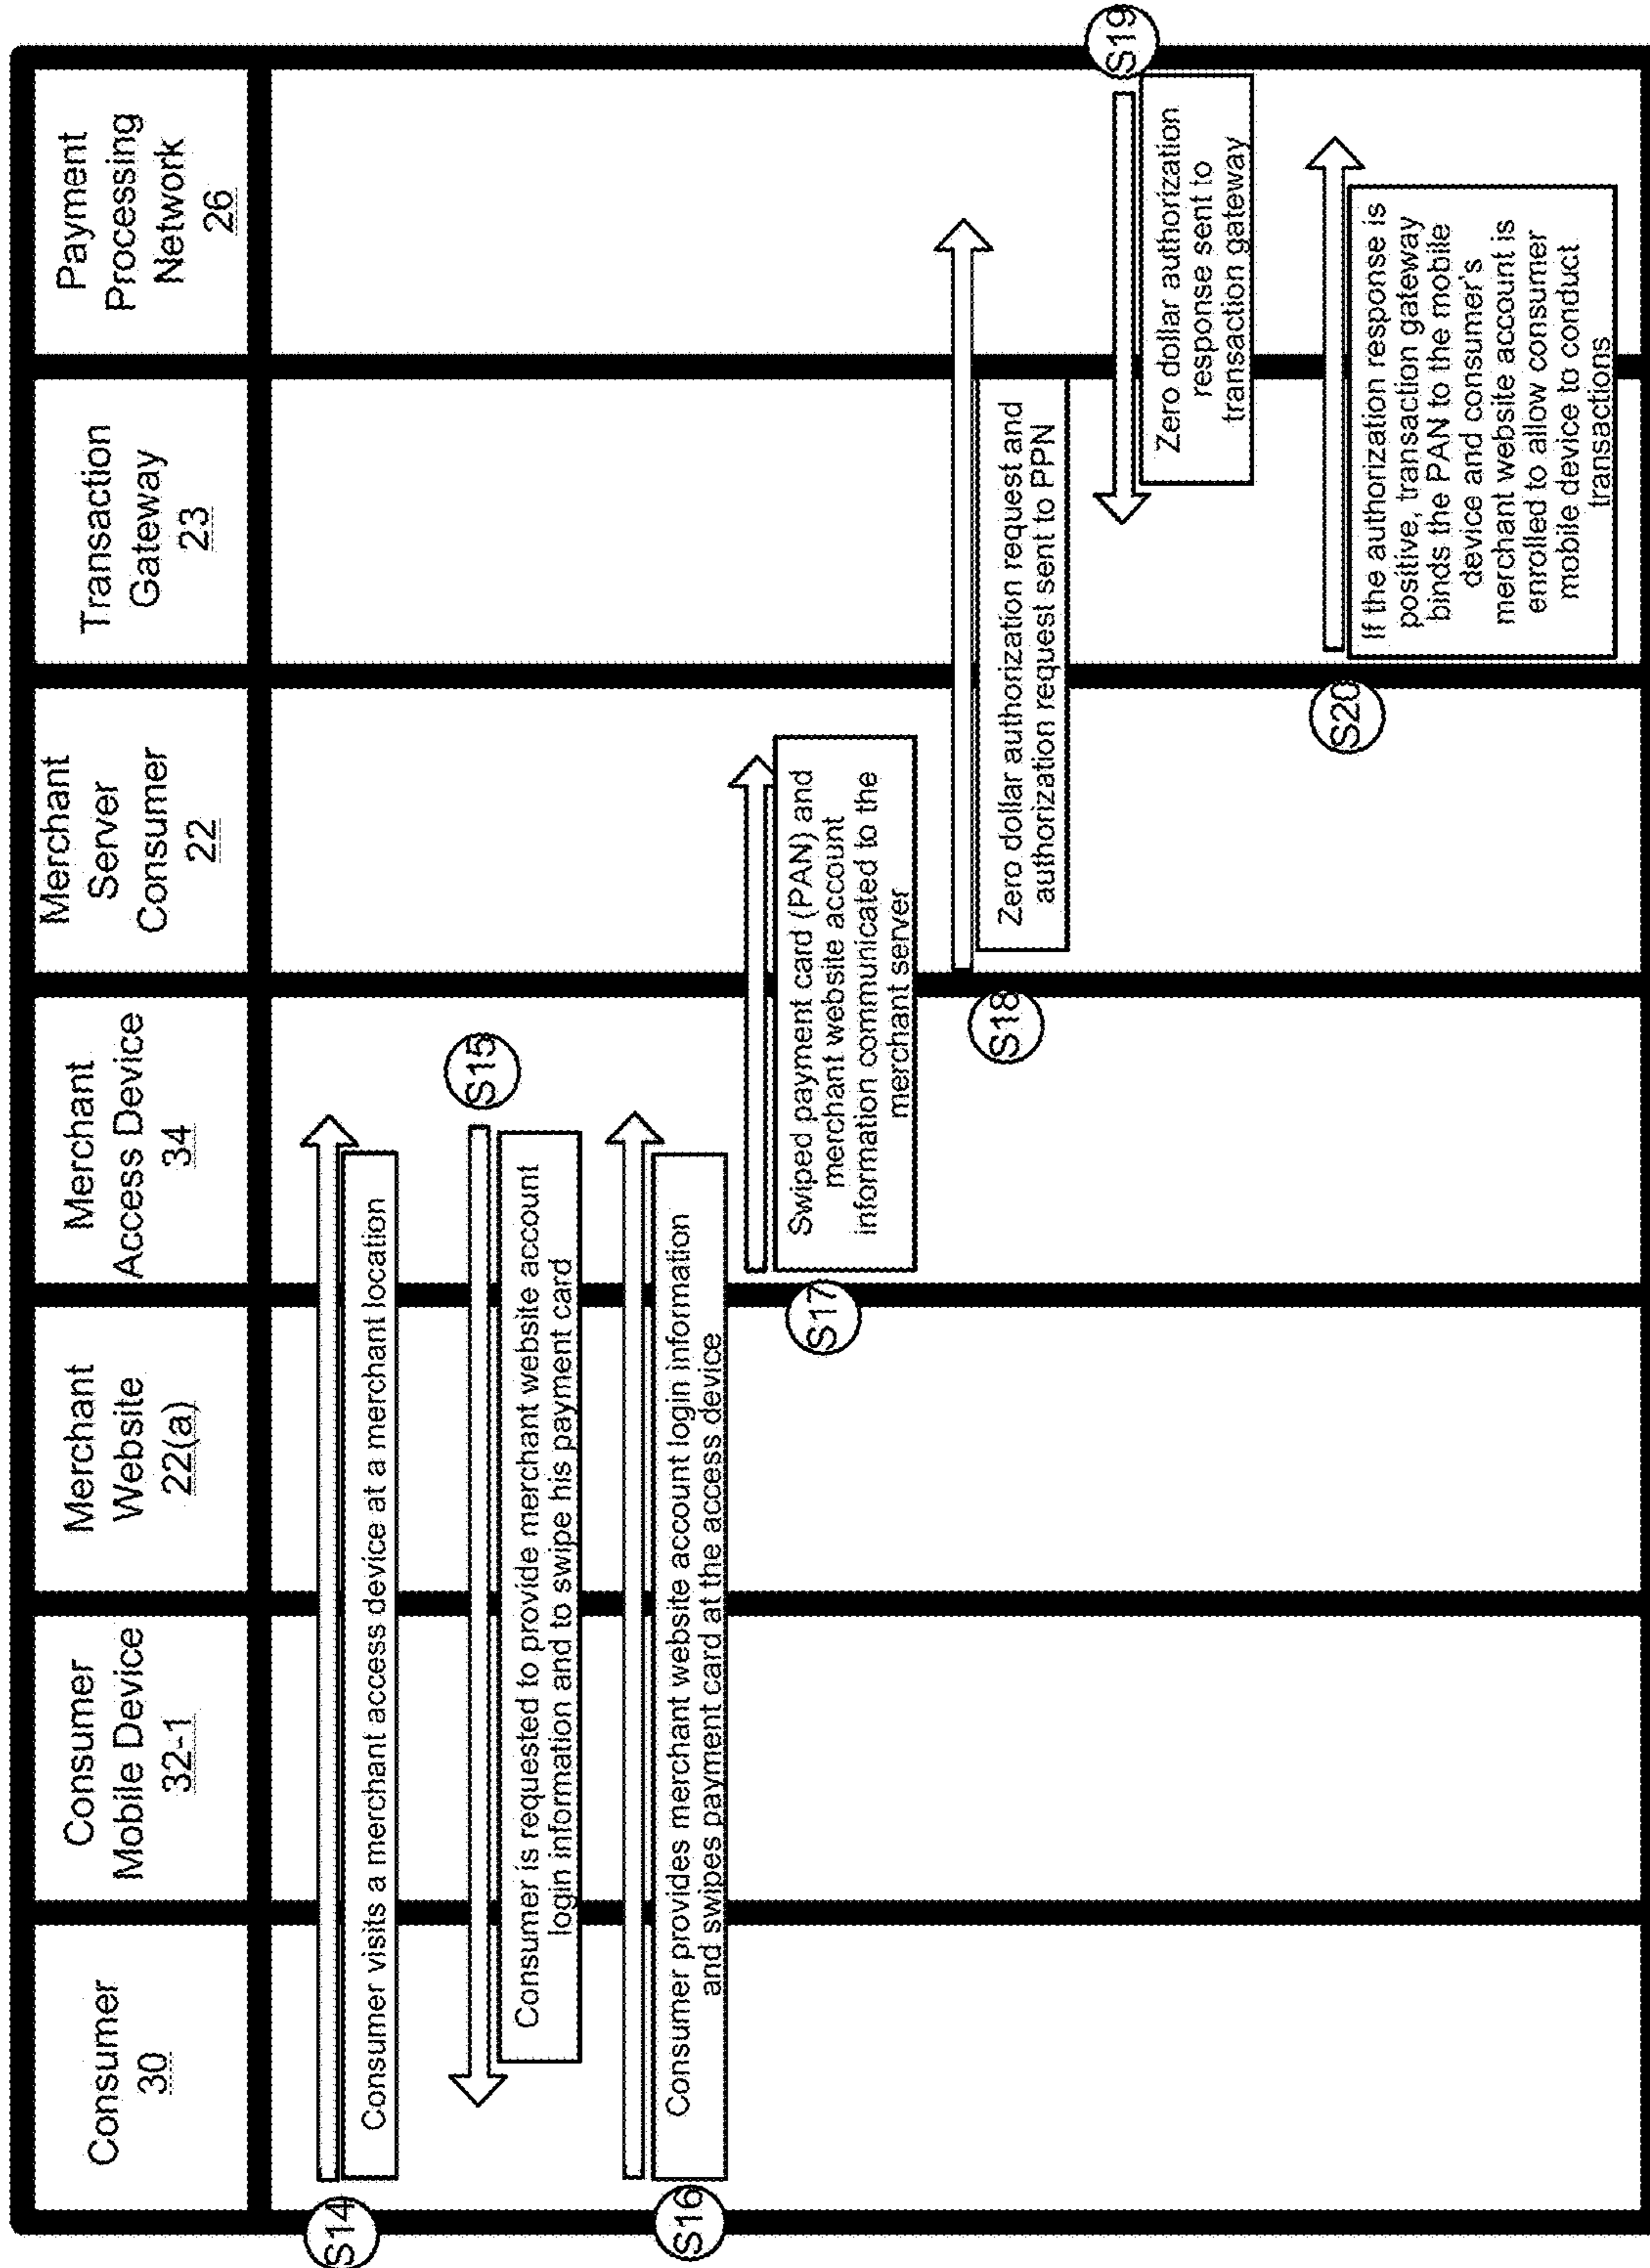 Consumer
30
Consumer
Mobile Device
32-1
Merchant
Website
22(a)
Merchant
Access Device
34
Merchant
Server
Consumer
22
Transaction
Gateway
23
Payment
Processing
Network
26
S14
Consumer visits a merchant access device at a merchant location
S15
Consumer is requested to provide merchant website account
login information and to swipe his payment card
S16
Consumer provides merchant website account login information
and swipes payment card at the access device
S17
Swiped payment card (PAN) and
merchant website account
information communicated to the
merchant server
S18
Zero dollar authorization request and
authorization request sent to PPN
S19
Zero dollar authorization
response sent to
transaction gateway
S20
If the authorization response is
positive, transaction gateway
binds the PAN to the mobile
device and consumer's
merchant website account is
enrolled to allow consumer
mobile device to conduct
transactions